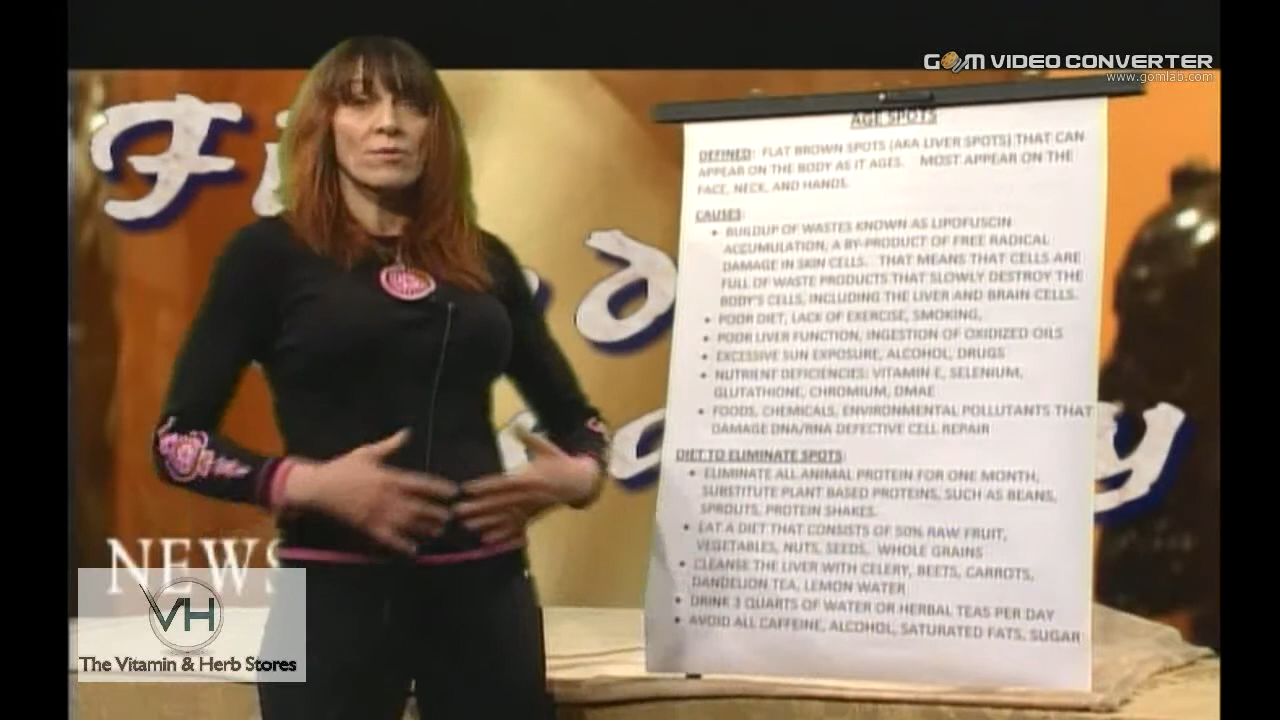 GOM VIDEO CONVERTER
www.gomlab.com
AGE SPOTS
DEFINED: FLAT BROWN SPOTS (AKA LIVER SPOTS) THAT CAN
APPEAR ON THE BODY AS IT AGES. MOST APPEAR ON THE
FACE, NECK, AND HANDS.
CAUSES:
• BUILDUP OF WASTES KNOWN AS LIPOFUSCIN
ACCUMULATION, A BY-PRODUCT OF FREE RADICAL
DAMAGE IN SKIN CELLS. THAT MEANS THAT CELLS ARE
FULL OF WASTE PRODUCTS THAT SLOWLY DESTROY THE
BODY'S CELLS, INCLUDING THE LIVER AND BRAIN CELLS.
• POOR DIET, LACK OF EXERCISE, SMOKING,
• POOR LIVER FUNCTION, INGESTION OF OXIDIZED OILS
• EXCESSIVE SUN EXPOSURE, ALCOHOL, DRUGS
• NUTRIENT DEFICIENCIES: VITAMIN E, SELENIUM,
GLUTATHIONE, CHROMIUM, DMAE
• FOODS, CHEMICALS, ENVIRONMENTAL POLLUTANTS THAT
DAMAGE DNA/RNA DEFECTIVE CELL REPAIR
DIET TO ELIMINATE SPOTS:
• ELIMINATE ALL ANIMAL PROTEIN FOR ONE MONTH,
SUBSTITUTE PLANT BASED PROTEINS, SUCH AS BEANS,
SPROUTS, PROTEIN SHAKES.
• EAT A DIET THAT CONSISTS OF 50% RAW FRUIT,
VEGETABLES, NUTS, SEEDS. WHOLE GRAINS
• CLEANSE THE LIVER WITH CELERY, BEETS, CARROTS,
DANDELION TEA, LEMON WATER
• DRINK 3 QUARTS OF WATER OR HERBAL TEAS PER DAY
• AVOID ALL CAFFEINE, ALCOHOL, SATURATED FATS, SUGAR
NEWS
VH
The Vitamin & Herb Stores